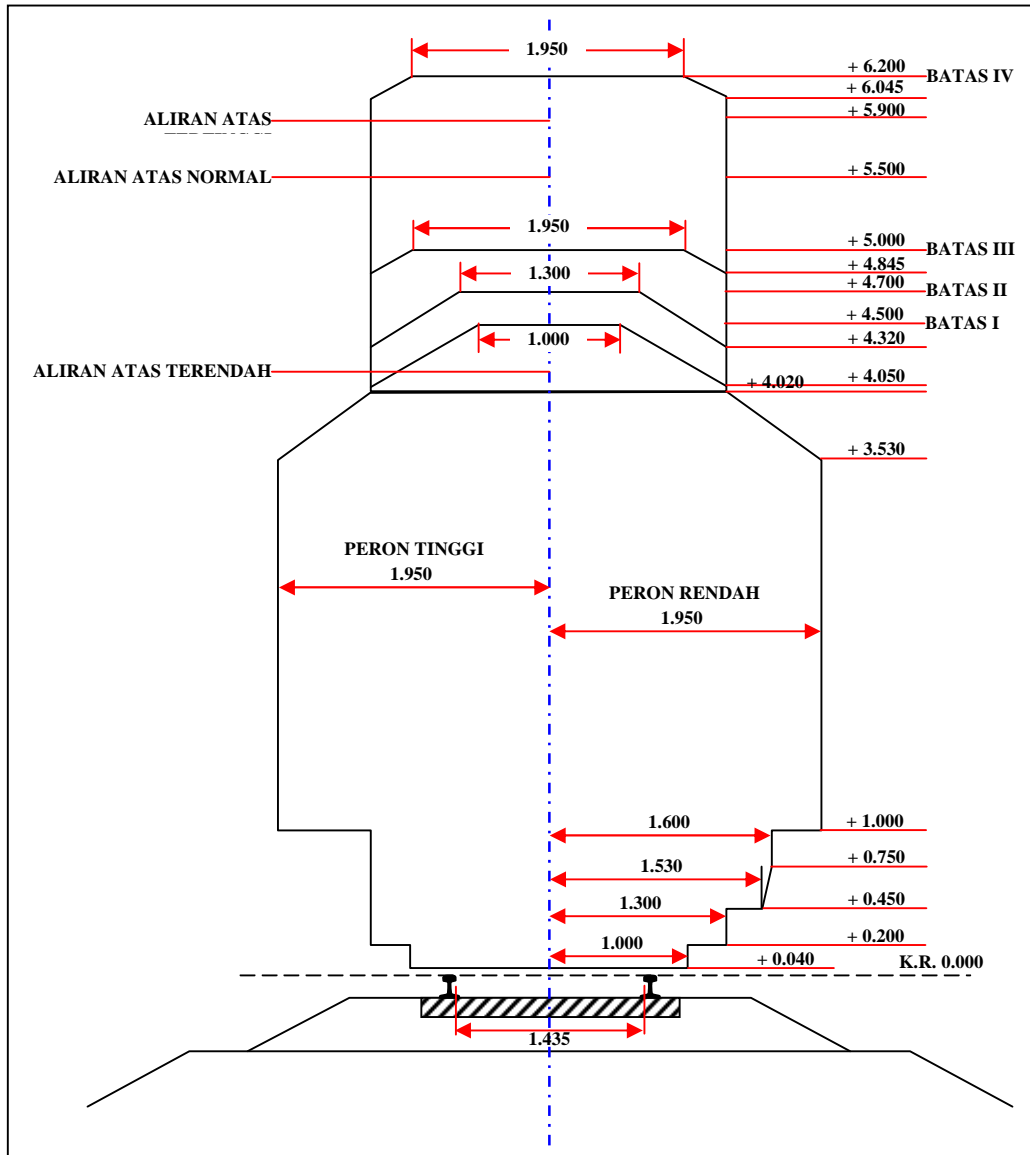 1.950
+ 6.200
BATAS IV
+ 6.045
+ 5.900
ALIRAN ATAS
ALIRAN ATAS NORMAL
+ 5.500
1.950
+ 5.000
BATAS III
+ 4.845
1.300
+ 4.700
BATAS II
+ 4.500
BATAS I
1.000
+ 4.320
ALIRAN ATAS TERENDAH
+ 4.020
+ 4.050
+ 3.530
PERON TINGGI
1.950
PERON RENDAH
1.950
1.600
+ 1.000
+ 0.750
1.530
+ 0.450
1.300
+ 0.200
1.000
+ 0.040
K.R. 0.000
1.435